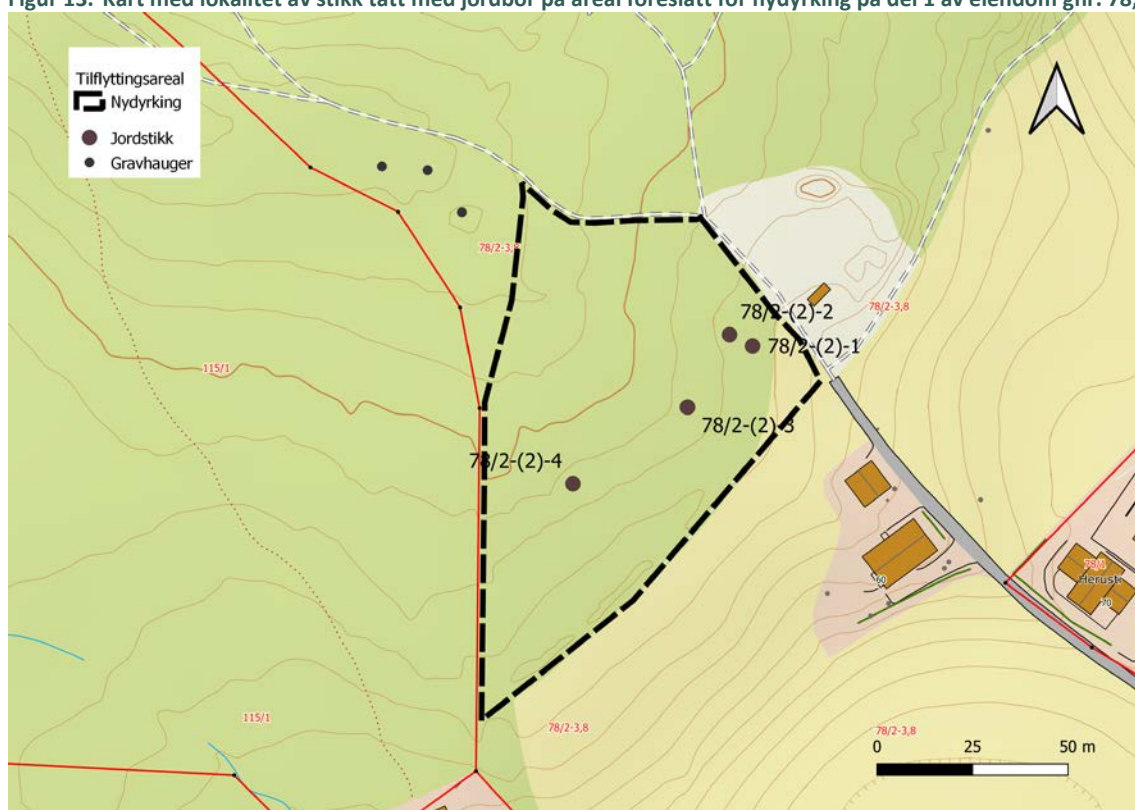 Figur 13: Kart med lokalitet av stikk tatt med jordbor på areal foreslått for nydyrking på del 1 av eiendom gnr. 78,
Tilflyttingsareal
Nydyrking
Jordstikk
Gravhauger
78/2-3,8
78/2-(2)-2
78/2-3,8
78/2-(2)-1
115/1
78/2-(2)-3
78/2-(2)-4
78/1
Herusti
60
70
115/1
78/2-3,8
78/2-3,8
0 25 50 m